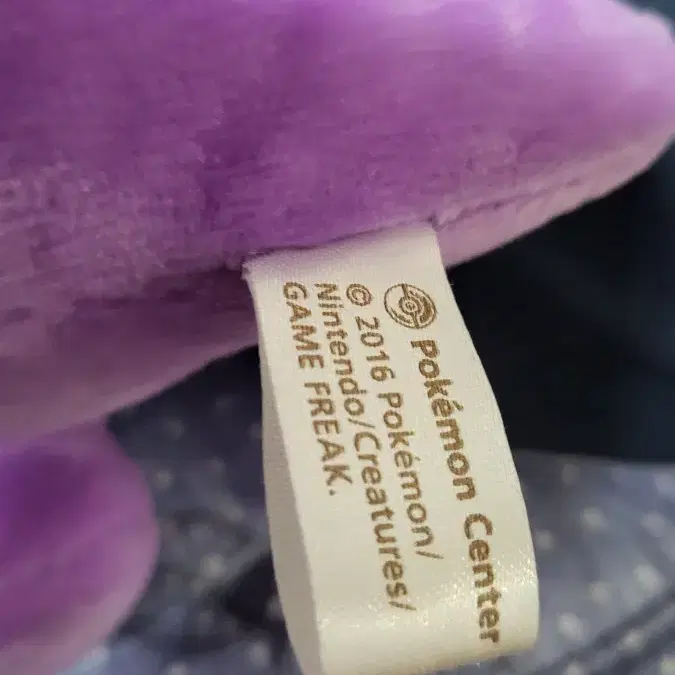 Pokémon Center
© 2016 Pokémon/
Nintendo/Creatures/
GAME FREAK.